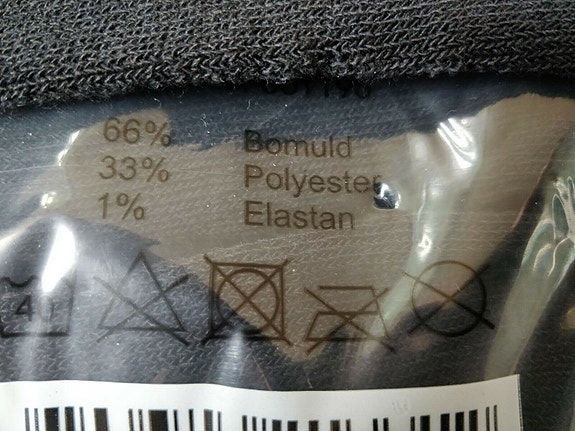 66% Bomuld
33% Polyester
1% Elastan